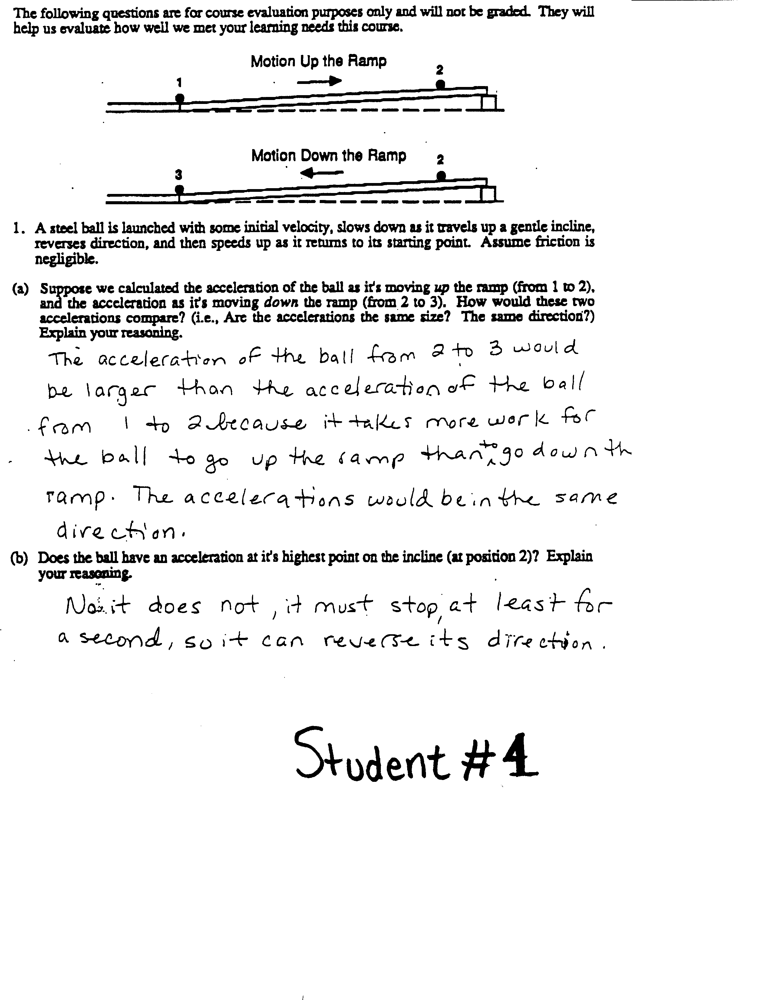 The following questions are for course evaluation purposes only and will not be graded. They will
help us evaluate how well we met your learning needs this course.
Motion Up the Ramp
1
2
Motion Down the Ramp
3
2
1. A steel ball is launched with some initial velocity, slows down as it travels up a gentle incline,
reverses direction, and then speeds up as it returns to its starting point. Assume friction is
negligible.
(a) Suppose we calculated the acceleration of the ball as it's moving up the ramp (from 1 to 2),
and the acceleration as it's moving down the ramp (from 2 to 3). How would these two
accelerations compare? (i.e., Are the accelerations the same size? The same direction?)
Explain your reasoning.
The acceleration of the ball from 2 to 3 would
be larger than the acceleration of the ball
from 1 to 2 because it takes more work for
the ball to go up the ramp than to go down th
ramp. The accelerations would be in the same
direction.
(b) Does the ball have an acceleration at it's highest point on the incline (at position 2)? Explain
your reasoning.
No it does not, it must stop, at least for
a second, so it can reverse its direction.
Student #1